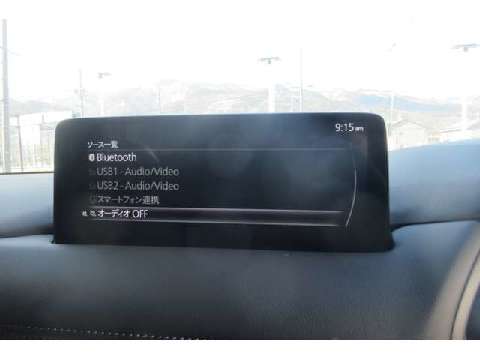 9:15am
ソース一覧
Bluetooth
USB1 - Audio/Video
USB2 - Audio/Video
スマートフォン連携
オーディオ OFF